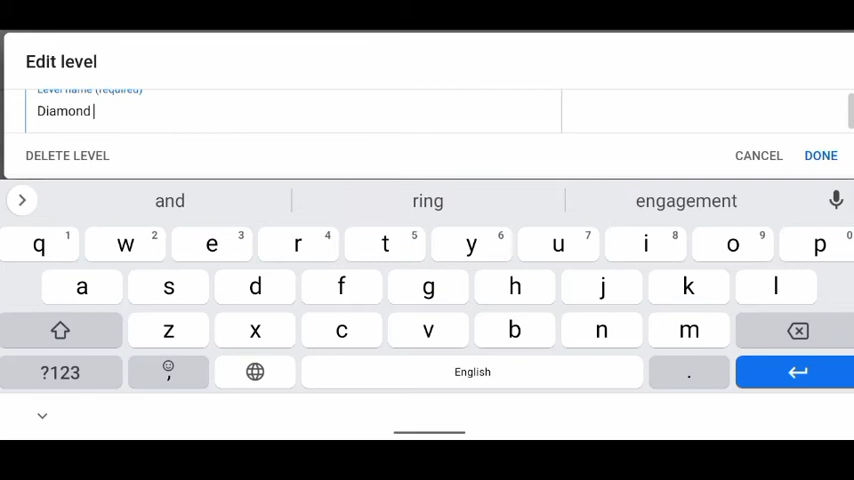 Edit level
Level name (required)
Diamond
DELETE LEVEL
CANCEL
DONE
and
ring
engagement
q 1 w 2 e 3 r 4 t 5 y 6 u 7 i 8 o 9 p 0
a s d f g h j k l
z x c v b n m
?123 , English .